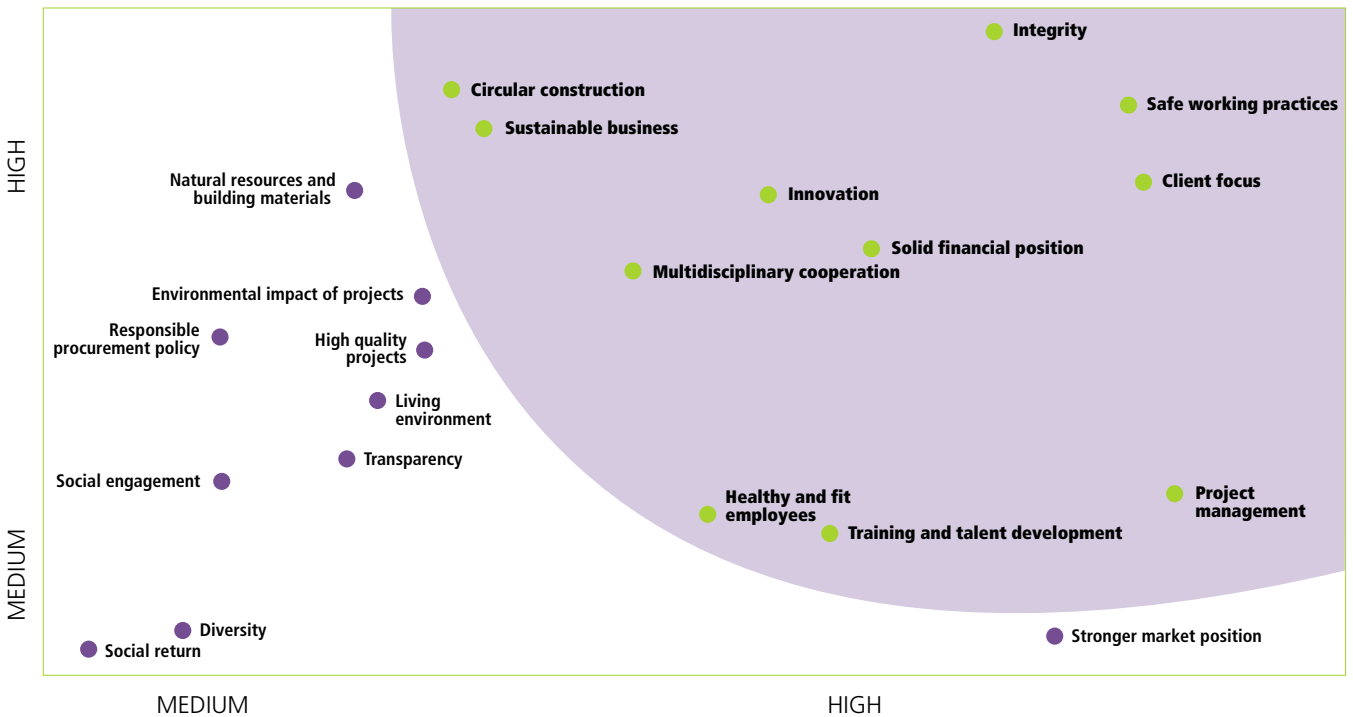 Integrity
Circular construction
Safe working practices
Sustainable business
HIGH
Natural resources and
building materials
Client focus
Innovation
Solid financial position
Multidisciplinary cooperation
Environmental impact of projects
Responsible
procurement policy
High quality
projects
Living
environment
Transparency
Social engagement
Healthy and fit
employees
Project
management
Training and talent development
MEDIUM
Diversity
Social return
Stronger market position
MEDIUM
HIGH